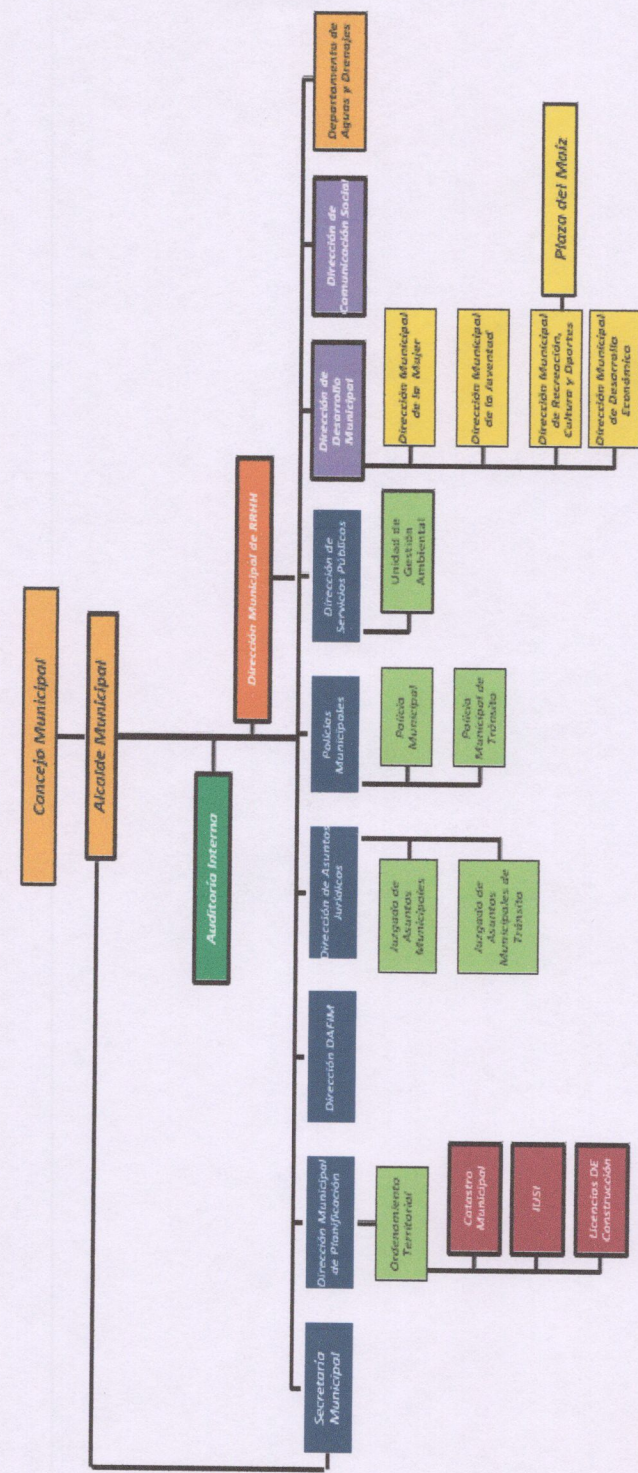 Concejo Municipal
Alcalde Municipal
Auditoría Interna
Dirección Municipal de RRHH
Secretaría
Municipal
Dirección Municipal
de Planificación
Ordenamiento
Territorial
Catastro
Municipal
IUSI
Licencias DE
Construcción
Dirección DAFIM
Dirección de Asuntos
Jurídicos
Juzgado de
Asuntos
Municipales
Juzgado de
Asuntos
Municipales de
Tránsito
Policías
Municipales
Policía
Municipal
Policía
Municipal de
Tránsito
Dirección de
Servicios Públicos
Unidad de
Gestión
Ambiental
Dirección de
Desarrollo
Municipal
Dirección Municipal
de la Mujer
Dirección Municipal
de la Juventud
Dirección Municipal
de Recreación,
Cultura y Dportes
Plaza del Maíz
Dirección Municipal
de Desarrollo
Económico
Dirección de
Comunicación Social
Departamento de
Aguas y Drenajes